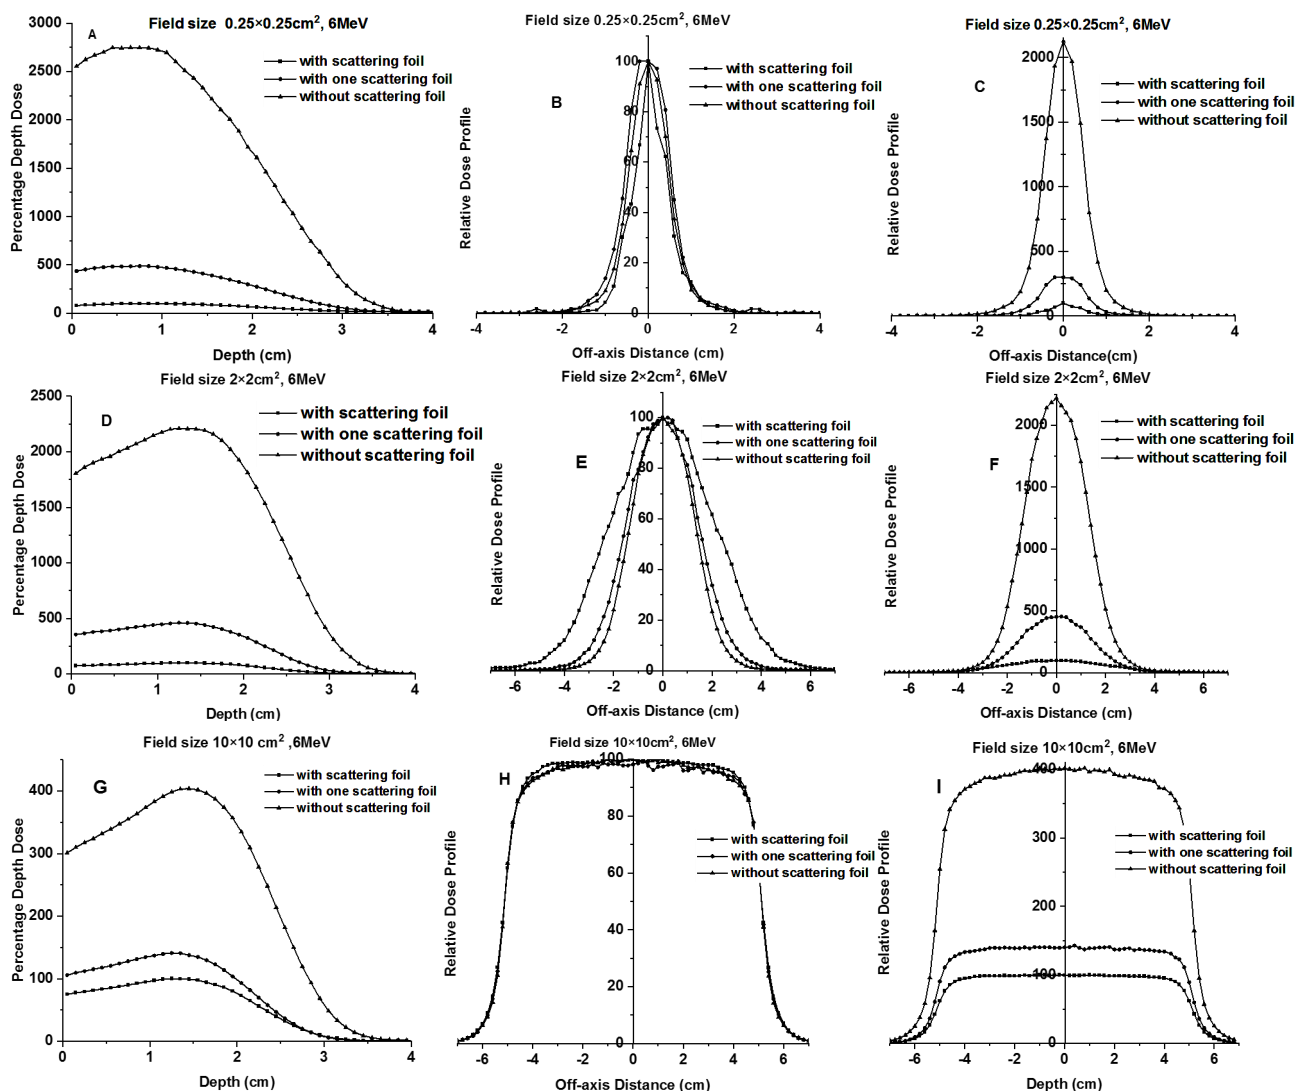 Field size 0.25×0.25cm², 6MeV
A
with scattering foil
with one scattering foil
without scattering foil
Percentage Depth Dose
3000
2500
2000
1500
1000
500
0
0 1 2 3 4
Depth (cm)
Field size 0.25×0.25cm², 6MeV
B
with scattering foil
with one scattering foil
without scattering foil
Relative Dose Profile
100
80
60
40
20
0
-4 -2 0 2 4
Off-axis Distance (cm)
Field size 0.25×0.25cm², 6MeV
C
with scattering foil
with one scattering foil
without scattering foil
Relative Dose Profile
2000
1500
1000
500
0
-4 -2 0 2 4
Off-axis Distance(cm)
Field size 2×2cm², 6MeV
D
with scattering foil
with one scattering foil
without scattering foil
Percentage Depth Dose
2500
2000
1500
1000
500
0
0 1 2 3 4
Depth (cm)
Field size 2×2cm², 6MeV
E
with scattering foil
with one scattering foil
without scattering foil
Relative Dose Profile
100
80
60
40
20
0
-6 -4 -2 0 2 4 6
Off-axis Distance (cm)
Field size 2×2cm², 6MeV
F
with scattering foil
with one scattering foil
without scattering foil
Relative Dose Profile
2000
1500
1000
500
0
-6 -4 -2 0 2 4 6
Off-axis Distance (cm)
Field size 10×10 cm² ,6MeV
G
with scattering foil
with one scattering foil
without scattering foil
Percentage Depth Dose
400
300
200
100
0
0 1 2 3 4
Depth (cm)
Field size 10×10cm², 6MeV
H
with scattering foil
with one scattering foil
without scattering foil
Relative Dose Profile
100
80
60
40
20
0
-6 -4 -2 0 2 4 6
Off-axis Distance (cm)
Field size 10×10cm², 6MeV
I
with scattering foil
with one scattering foil
without scattering foil
Relative Dose Profile
400
300
200
100
0
-6 -4 -2 0 2 4 6
Depth (cm)